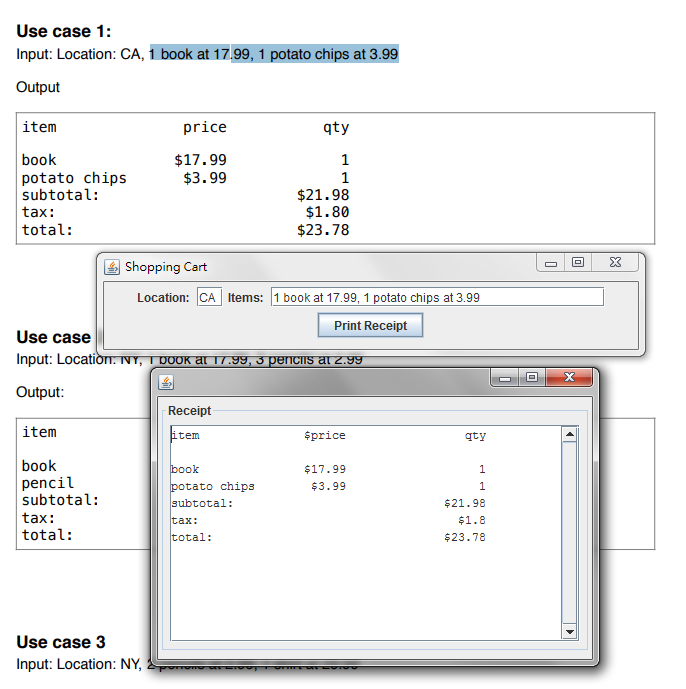 Use case 1:
Input: Location: CA, 1 book at 17.99, 1 potato chips at 3.99
Output
item price qty
book $17.99 1
potato chips $3.99 1
subtotal: $21.98
tax: $1.80
total: $23.78
Shopping Cart
Location: CA Items: 1 book at 17.99, 1 potato chips at 3.99
Print Receipt
Use case
Input: Location: NY, 1 book at 17.99, 3 pencils at 2.99
Output:
item
book
pencil
subtotal:
tax:
total:
Receipt
item $price qty
book $17.99 1
potato chips $3.99 1
subtotal: $21.98
tax: $1.8
total: $23.78
Use case 3
Input: Location: NY, 2